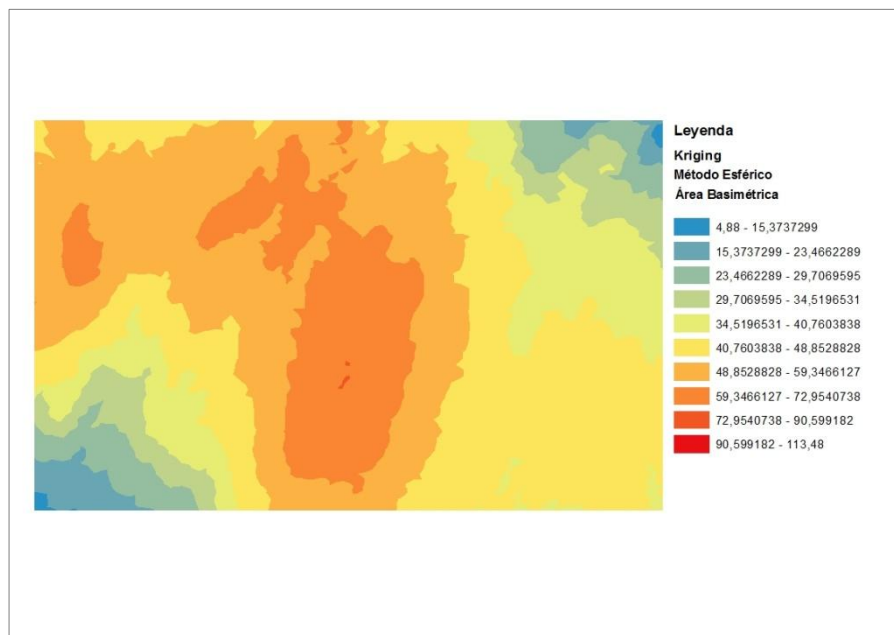 Leyenda
Kriging
Método Esférico
Área Basimétrica
4,88 - 15,3737299
15,3737299 - 23,4662289
23,4662289 - 29,7069595
29,7069595 - 34,5196531
34,5196531 - 40,7603838
40,7603838 - 48,8528828
48,8528828 - 59,3466127
59,3466127 - 72,9540738
72,9540738 - 90,599182
90,599182 - 113,48